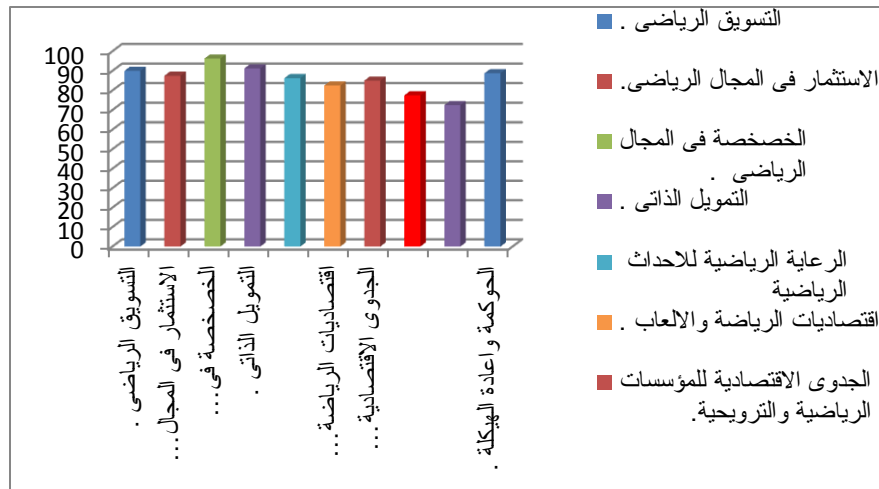 100
90
80
70
60
50
40
30
20
10
0
التسويق الرياضى .
الاستثمار فى المجال...
الخصخصة فى...
التمويل الذاتى .
اقتصاديات الرياضة...
الجدوى الاقتصادية...
الحوكمة واعادة الهيكلة .
التسويق الرياضى .
الاستثمار فى المجال الرياضى.
الخصخصة فى المجال
الرياضى .
التمويل الذاتى .
الرعاية الرياضية للاحداث
الرياضية
اقتصاديات الرياضة والالعاب .
الجدوى الاقتصادية للمؤسسات
الرياضية والترويحية.